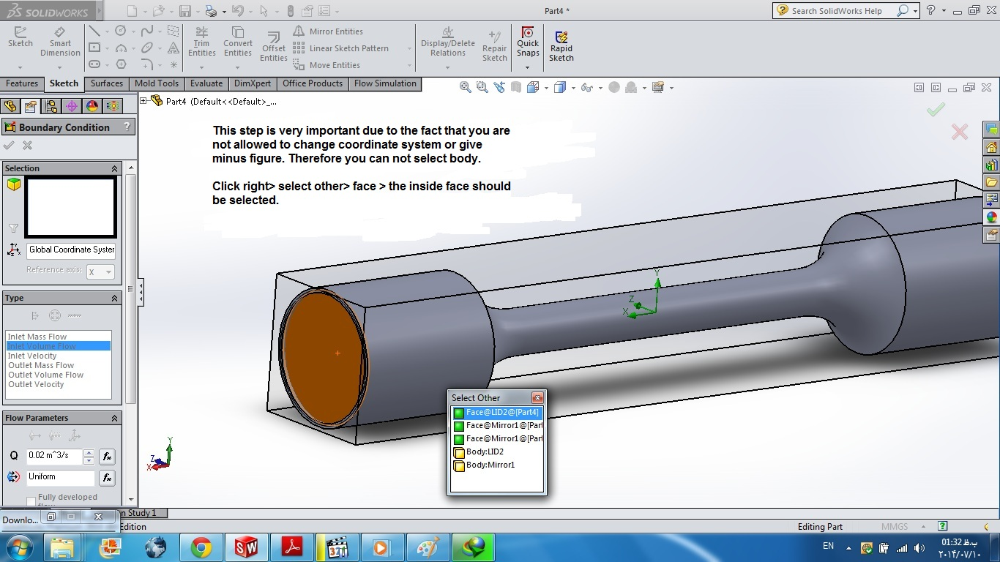 SOLIDWORKS
Part4 *
Search SolidWorks Help
Sketch
Smart Dimension
Trim Entities
Convert Entities
Offset Entities
Mirror Entities
Linear Sketch Pattern
Move Entities
Display/Delete Relations
Repair Sketch
Quick Snaps
Rapid Sketch
Features
Sketch
Surfaces
Mold Tools
Evaluate
DimXpert
Office Products
Flow Simulation
Part4 (Default<<Default>_...
Boundary Condition
?
This step is very important due to the fact that you are
not allowed to change coordinate system or give
minus figure. Therefore you can not select body.
Click right> select other> face > the inside face should
be selected.
Selection
Global Coordinate System
Reference axis: X
Type
Inlet Mass Flow
Inlet Volume Flow
Inlet Velocity
Outlet Mass Flow
Outlet Volume Flow
Outlet Velocity
Flow Parameters
Q 0.02 m^3/s
Uniform
Fully developed
flow
Y
Z
X
Y
Z
X
Select Other
Face@LID2@[Part4]
Face@Mirror1@[Part
Face@Mirror1@[Part
Body:LID2
Body:Mirror1
n Study 1
Downlo...
Edition
Editing Part
MMGS
EN
01:32 ب.ظ
۲۰۱۴/۰۷/۱۰